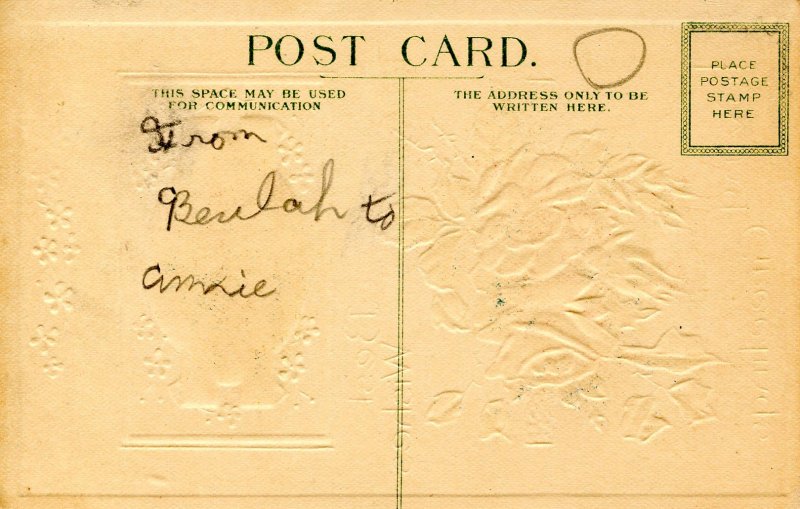 POST CARD.
THIS SPACE MAY BE USED
FOR COMMUNICATION
THE ADDRESS ONLY TO BE
WRITTEN HERE.
PLACE
POSTAGE
STAMP
HERE
From
Beulah to
Annie